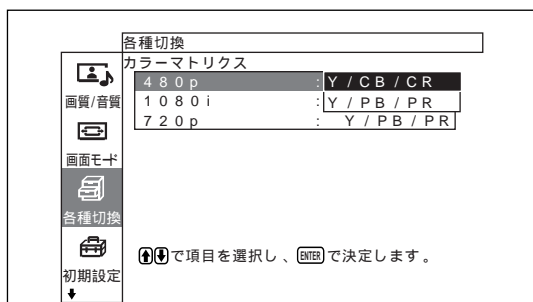 各種切換
カラーマトリクス
480p : Y/CB/CR
1080i : Y/PB/PR
720p : Y/PB/PR
画質/音質
画面モード
各種切換
初期設定
で項目を選択し、ENTERで決定します。